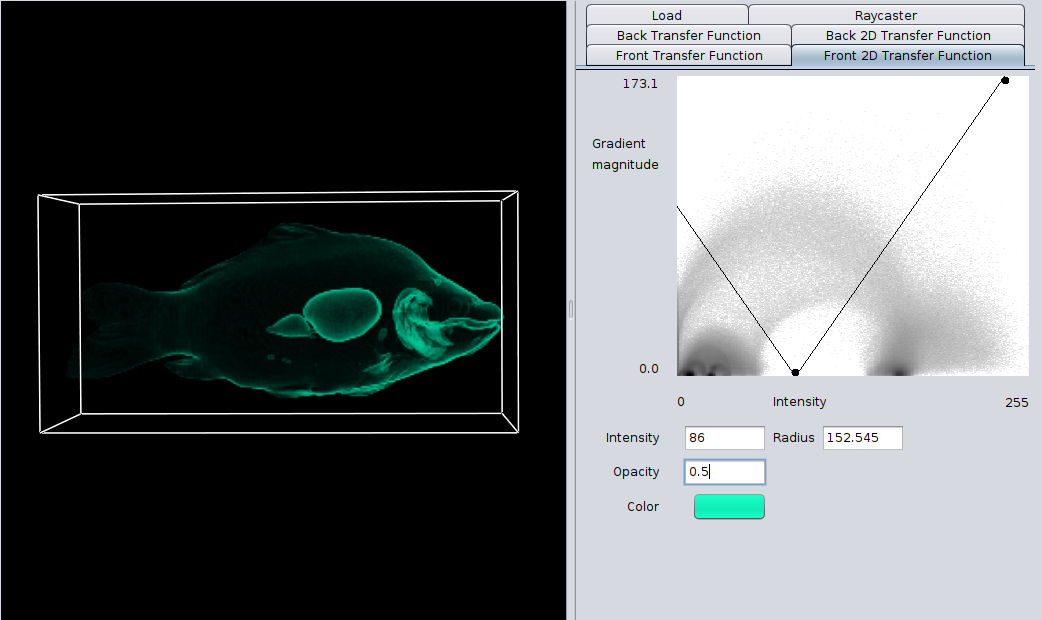 Load Raycaster
Back Transfer Function Back 2D Transfer Function
Front Transfer Function Front 2D Transfer Function
173.1
Gradient
magnitude
0.0
0 Intensity 255
Intensity 86 Radius 152.545
Opacity 0.5
Color